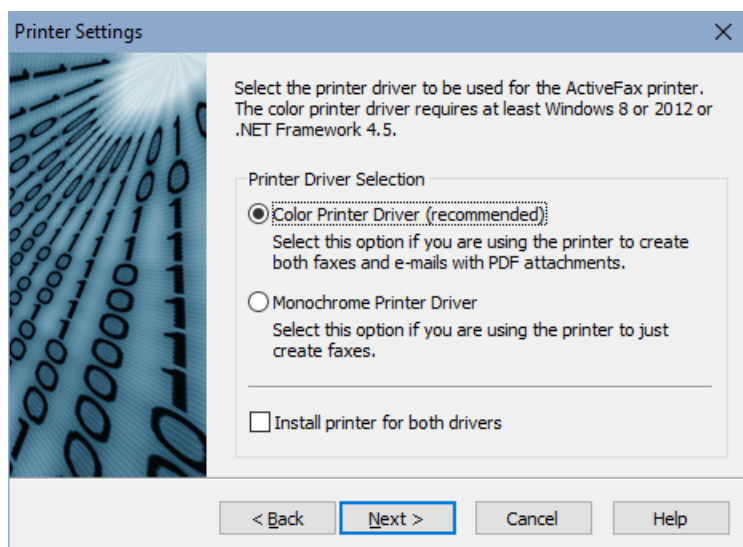 Printer Settings
Select the printer driver to be used for the ActiveFax printer.
The color printer driver requires at least Windows 8 or 2012 or
.NET Framework 4.5.
Printer Driver Selection
Color Printer Driver (recommended)
Select this option if you are using the printer to create
both faxes and e-mails with PDF attachments.
Monochrome Printer Driver
Select this option if you are using the printer to just
create faxes.
Install printer for both drivers
< Back
Next >
Cancel
Help